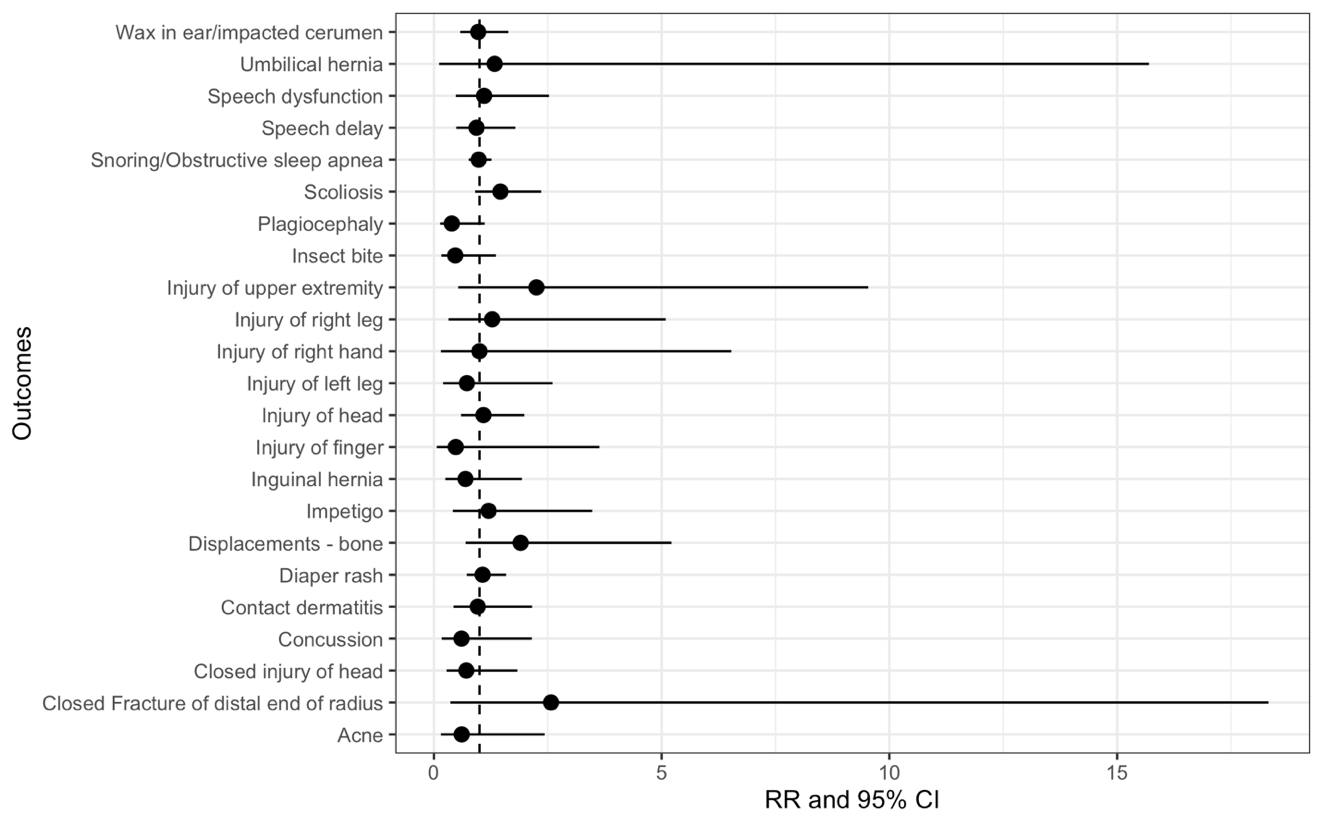 Wax in ear/impacted cerumen
Umbilical hernia
Speech dysfunction
Speech delay
Snoring/Obstructive sleep apnea
Scoliosis
Plagiocephaly
Insect bite
Injury of upper extremity
Injury of right leg
Injury of right hand
Injury of left leg
Injury of head
Injury of finger
Inguinal hernia
Impetigo
Displacements - bone
Diaper rash
Contact dermatitis
Concussion
Closed injury of head
Closed Fracture of distal end of radius
Acne
Outcomes
0 5 10 15
RR and 95% CI